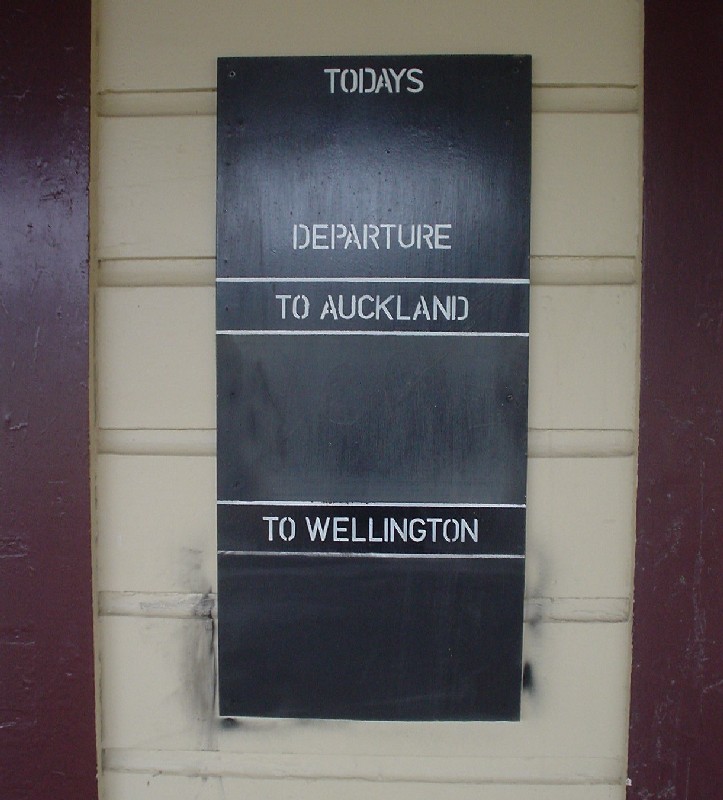 TODAYS
DEPARTURE
TO AUCKLAND
TO WELLINGTON